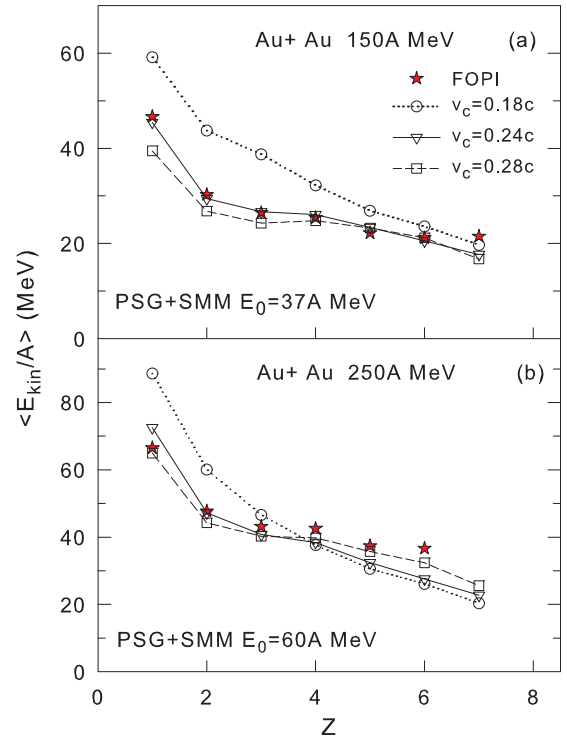 Au+ Au 150A MeV (a)
60
FOPI
v_c=0.18c
v_c=0.24c
40
v_c=0.28c
20
PSG+SMM E_0=37A MeV
0
<E_kin/A> (MeV)
Au+ Au 250A MeV (b)
80
60
40
20
PSG+SMM E_0=60A MeV
0
0 2 4 6 8
Z